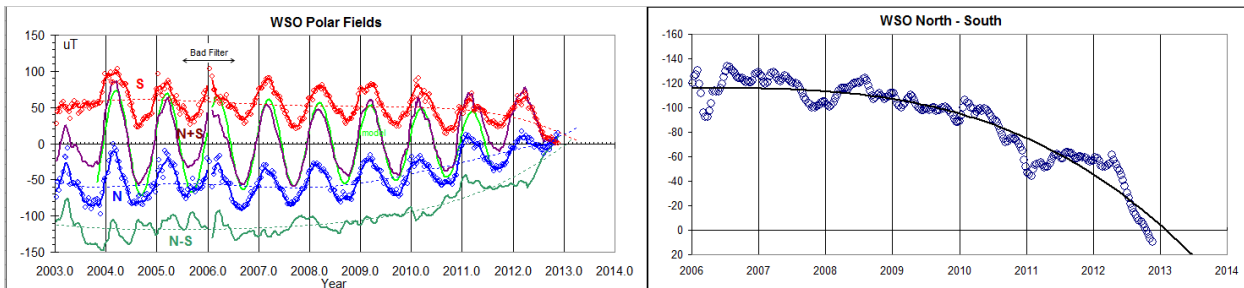 WSO Polar Fields
150
uT
Bad Filter
100
S
50
N+S
model
0
-50
N
-100
N-S
-150
2003.0 2004.0 2005.0 2006.0 2007.0 2008.0 2009.0 2010.0 2011.0 2012.0 2013.0 2014.0
Year
WSO North - South
-160
-140
-120
-100
-80
-60
-40
-20
0
20
2006 2007 2008 2009 2010 2011 2012 2013 2014